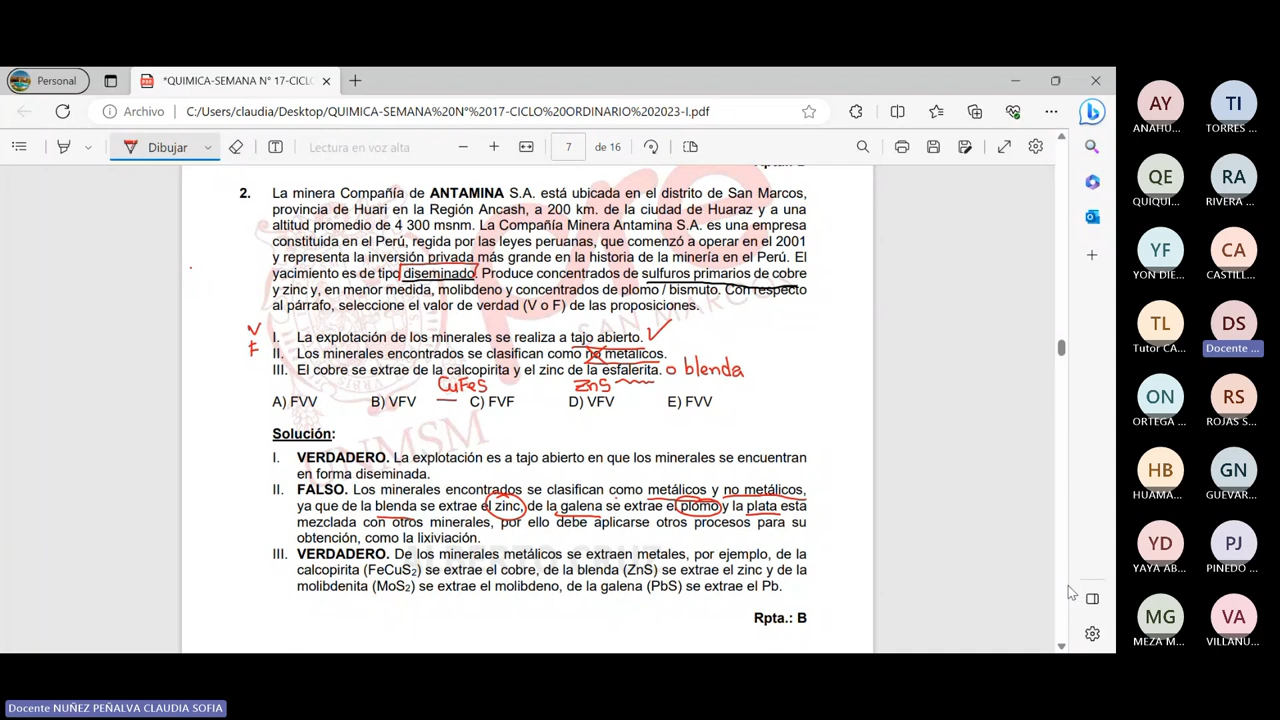 Personal
*QUIMICA-SEMANA N° 17-CICLO
Archivo C:/Users/claudia/Desktop/QUIMICA-SEMANA%20N°%2017-CICLO%20ORDINARIO%202023-I.pdf
Dibujar Lectura en voz alta 7 de 16
2. La minera Compañía de ANTAMINA S.A. está ubicada en el distrito de San Marcos,
provincia de Huari en la Región Ancash, a 200 km. de la ciudad de Huaraz y a una
altitud promedio de 4 300 msnm. La Compañía Minera Antamina S.A. es una empresa
constituida en el Perú, regida por las leyes peruanas, que comenzó a operar en el 2001
y representa la inversión privada más grande en la historia de la minería en el Perú. El
yacimiento es de tipo diseminado. Produce concentrados de sulfuros primarios de cobre
y zinc y, en menor medida, molibdeno y concentrados de plomo / bismuto. Con respecto
al párrafo, seleccione el valor de verdad (V o F) de las proposiciones.
V
F
I. La explotación de los minerales se realiza a tajo abierto.
II. Los minerales encontrados se clasifican como no metálicos.
III. El cobre se extrae de la calcopirita y el zinc de la esfalerita. o blenda
CuFeS ZnS
A) FVV B) VFV C) FVF D) VFV E) FVV
Solución:
I. VERDADERO. La explotación es a tajo abierto en que los minerales se encuentran
en forma diseminada.
II. FALSO. Los minerales encontrados se clasifican como metálicos y no metálicos,
ya que de la blenda se extrae el zinc, de la galena se extrae el plomo y la plata esta
mezclada con otros minerales, por ello debe aplicarse otros procesos para su
obtención, como la lixiviación.
III. VERDADERO. De los minerales metálicos se extraen metales, por ejemplo, de la
calcopirita (FeCuS2) se extrae el cobre, de la blenda (ZnS) se extrae el zinc y de la
molibdenita (MoS2) se extrae el molibdeno, de la galena (PbS) se extrae el Pb.
Rpta.: B
pre
SAN MARCOS
UNMSM
AY TI
ANAHU... TORRES ...
QE RA
QUIQUI... RIVERA ...
YF CA
YON DIE... CASTILL...
TL DS
Tutor CA... Docente ...
ON RS
ORTEGA ... ROJAS S...
HB GN
HUAMA... GUEVAR...
YD PJ
YAYA AB... PINEDO ...
MG VA
MEZA M... VILLANU...
Docente NUÑEZ PEÑALVA CLAUDIA SOFIA